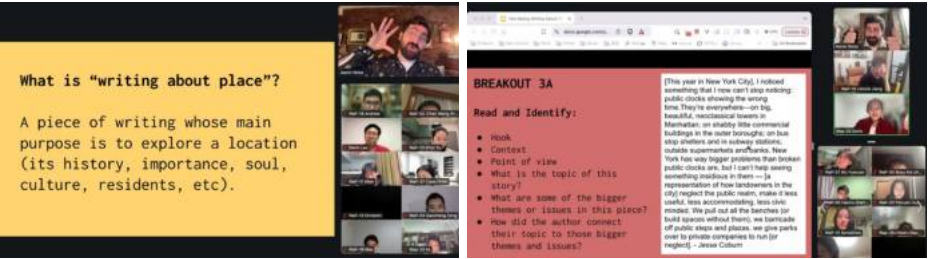 What is “writing about place”?
A piece of writing whose main
purpose is to explore a location
(its history, importance, soul,
culture, residents, etc).
BREAKOUT 3A
Read and Identify:
● Hook
● Context
● Point of view
● What is the topic of this
story?
● What are some of the bigger
themes or issues in this piece?
● How did the author connect
their topic to those bigger
themes and issues?
[This year in New York City], I noticed
something that I now can't stop noticing:
public clocks showing the wrong
time.They're everywhere—on big,
beautiful, neoclassical towers in
Manhattan; on shabby little commercial
buildings in the outer boroughs; on bus
stop shelters and in subway stations,
outside supermarkets and banks. New
York has way bigger problems than broken
public clocks are, but I can't help seeing
something insidious in them — [a
representation of how landowners in the
city] neglect the public realm, make it less
useful, less accommodating, less civic
minded. We pull out all the benches [or
build spaces without them], we barricade
off public steps and plazas, we give parks
over to private companies to run [or
neglect]. - Jesse Coburn